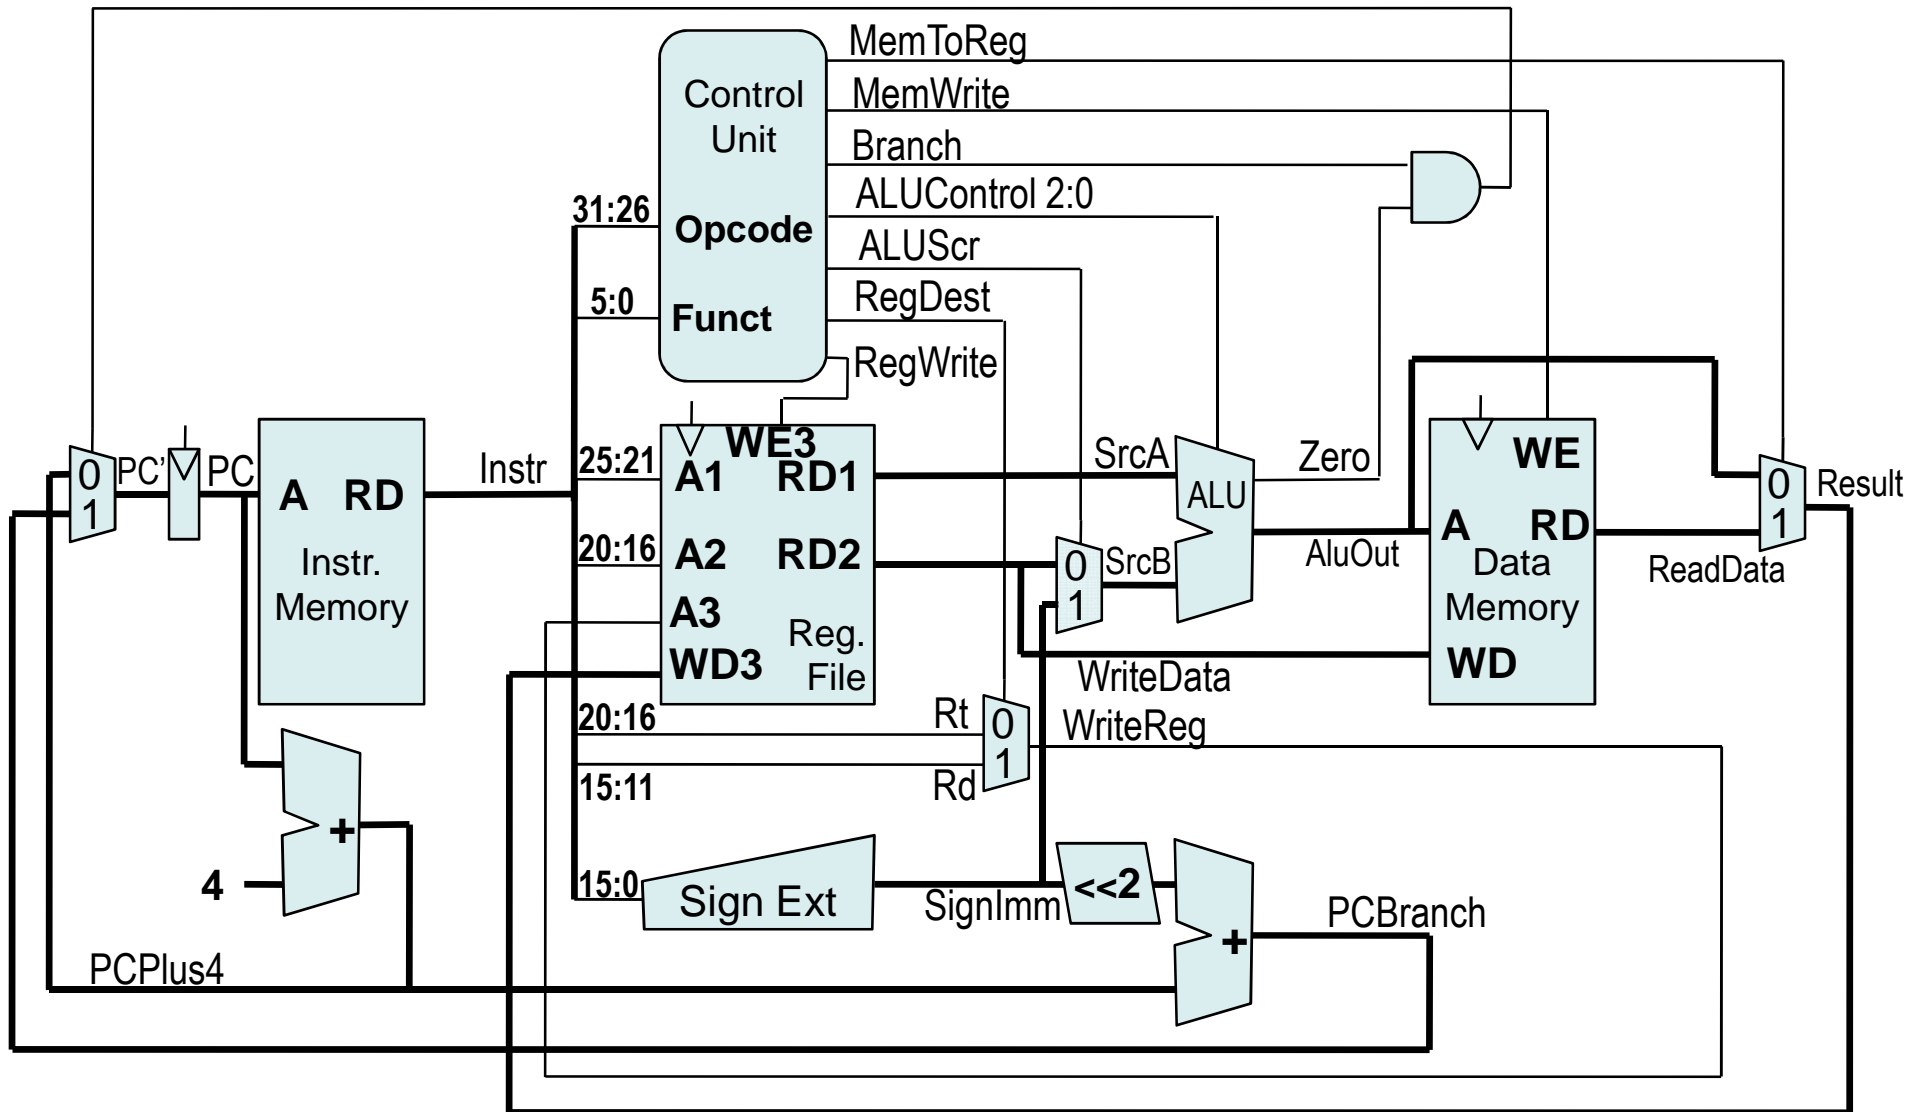 MemToReg
Control
Unit
MemWrite
Branch
ALUControl 2:0
31:26
Opcode
ALUScr
RegDest
5:0
Funct
RegWrite
0
1
PC'
PC
A RD
Instr.
Memory
Instr
25:21
A1
WE3
RD1
20:16
A2
RD2
A3
WD3
Reg.
File
SrcA
0
1
SrcB
ALU
Zero
AluOut
WE
A RD
Data
Memory
WD
0
1
Result
ReadData
WriteData
20:16
Rt
0
1
WriteReg
15:11
Rd
+
4
15:0
Sign Ext
SignImm
<<2
+
PCBranch
PCPlus4